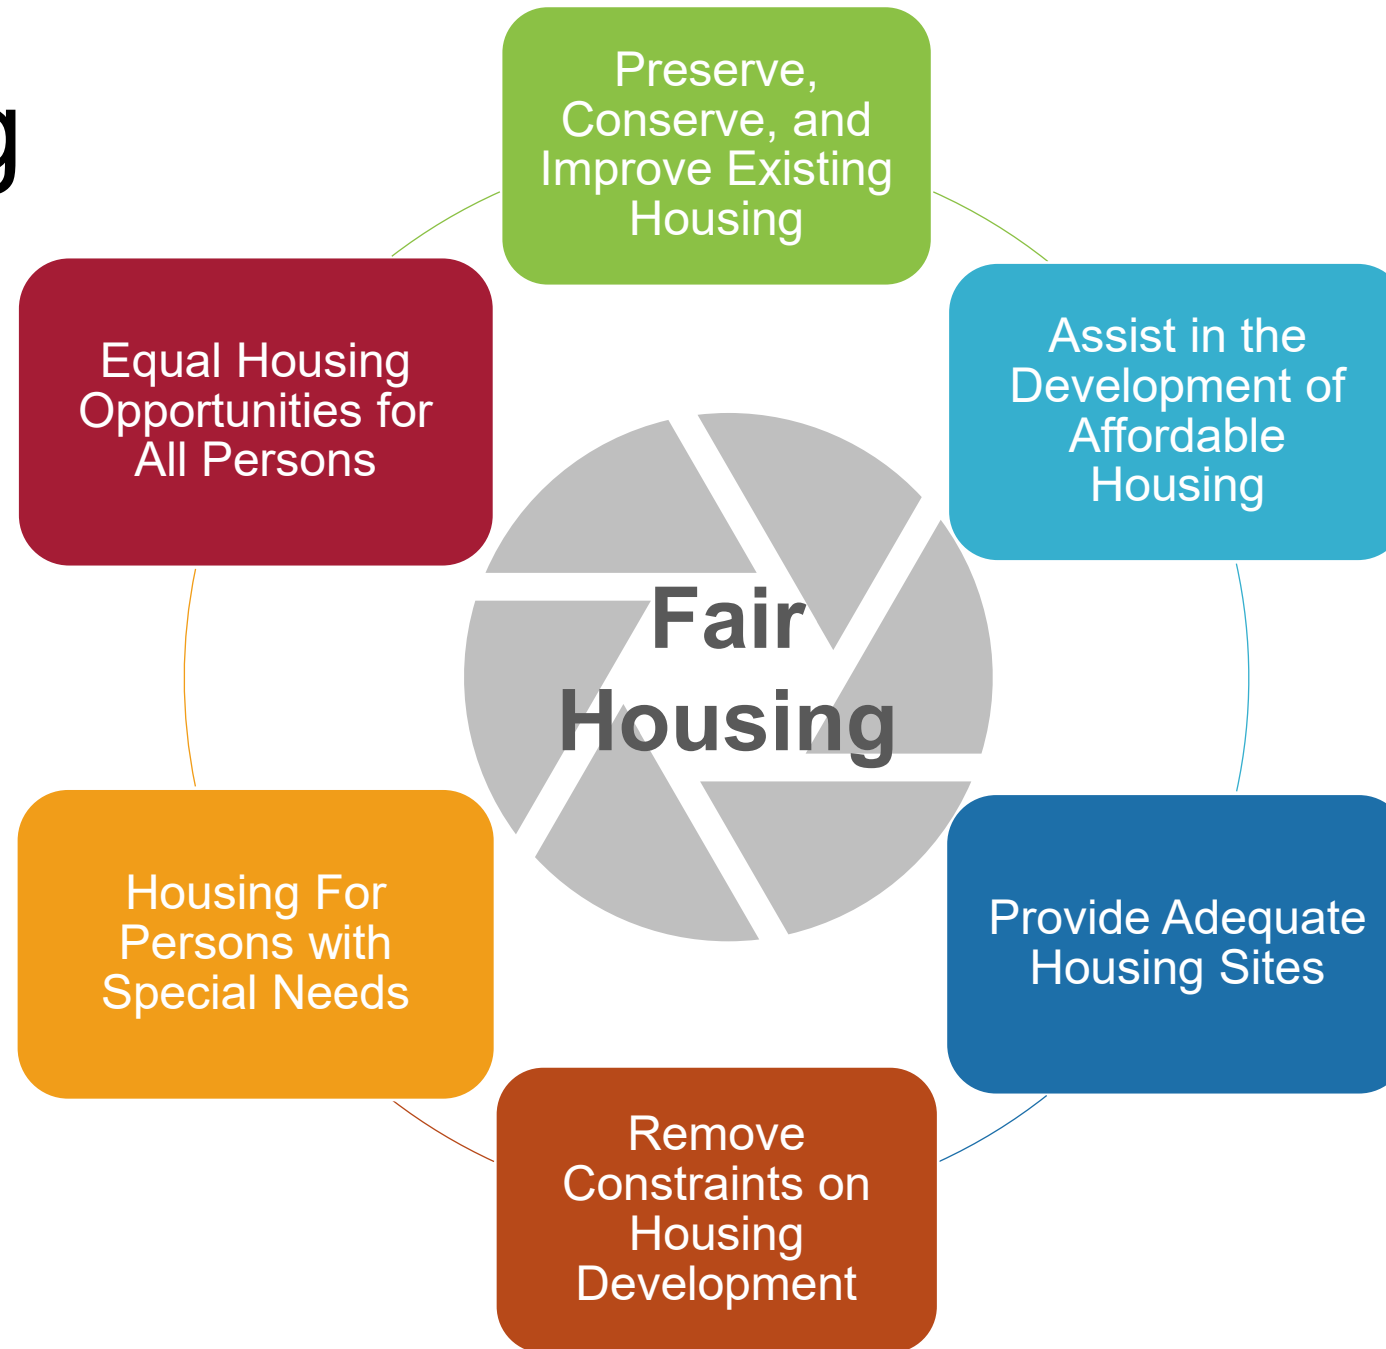 g
Preserve,
Conserve, and
Improve Existing
Housing
Assist in the
Development of
Affordable
Housing
Provide Adequate
Housing Sites
Remove
Constraints on
Housing
Development
Housing For
Persons with
Special Needs
Equal Housing
Opportunities for
All Persons
Fair
Housing